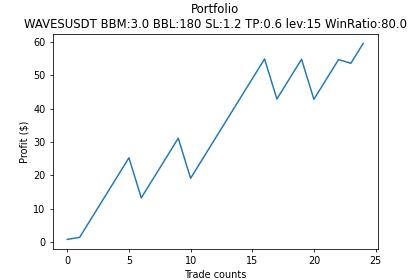 Portfolio
WAVESUSDT BBM:3.0 BBL:180 SL:1.2 TP:0.6 lev:15 WinRatio:80.0
60
50
40
30
20
10
0
Profit ($)
0 5 10 15 20 25
Trade counts